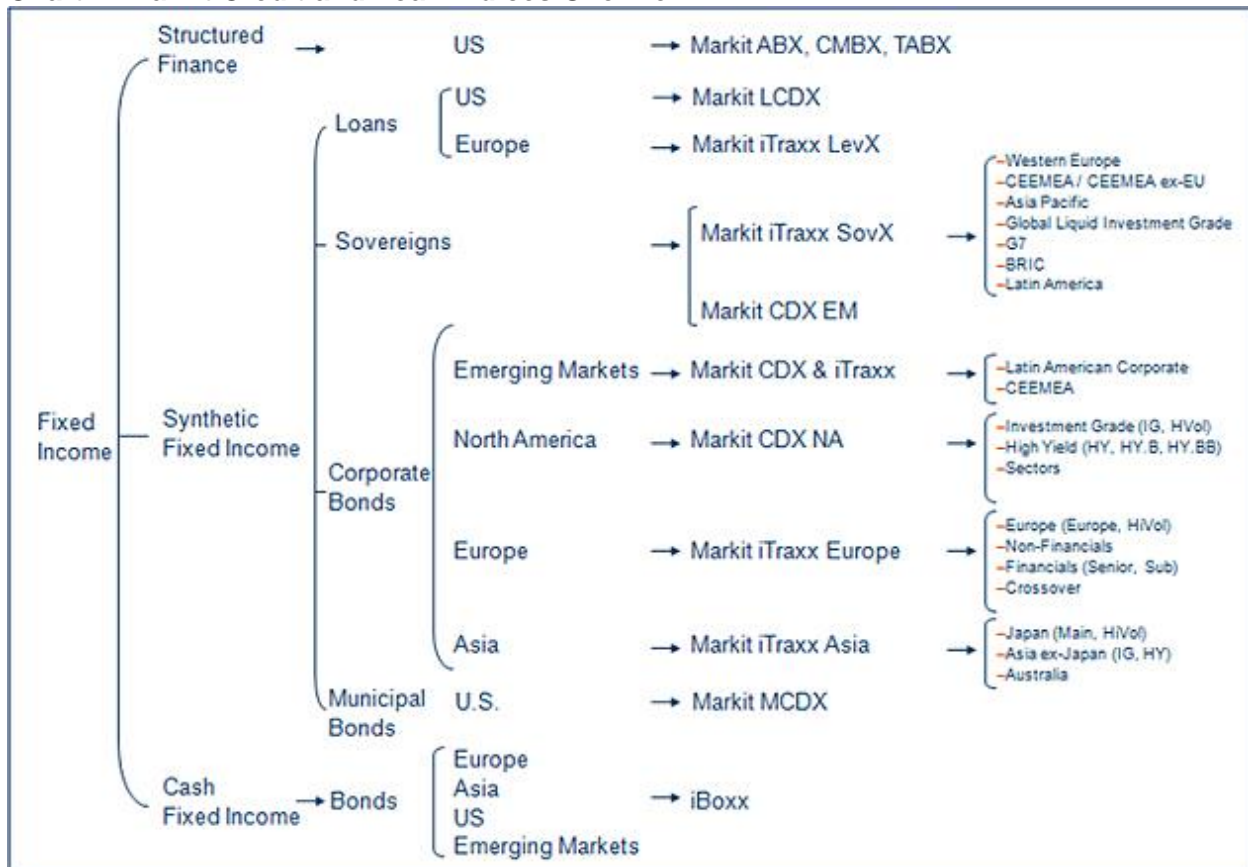 Structured
Finance
US
Markit ABX, CMBX, TABX
Loans
US
Markit LCDX
Europe
Markit iTraxx LevX
Sovereigns
Markit iTraxx SovX
–Western Europe
–CEEMEA / CEEMEA ex-EU
–Asia Pacific
–Global Liquid Investment Grade
–G7
–BRIC
–Latin America
Markit CDX EM
Fixed
Income
Synthetic
Fixed Income
Corporate
Bonds
Emerging Markets
Markit CDX & iTraxx
–Latin American Corporate
–CEEMEA
North America
Markit CDX NA
–Investment Grade (IG, HVol)
–High Yield (HY, HY.B, HY.BB)
–Sectors
Europe
Markit iTraxx Europe
–Europe (Europe, HiVol)
–Non-Financials
–Financials (Senior, Sub)
–Crossover
Asia
Markit iTraxx Asia
–Japan (Main, HiVol)
–Asia ex-Japan (IG, HY)
–Australia
Municipal
Bonds
U.S.
Markit MCDX
Cash
Fixed Income
Bonds
Europe
Asia
US
Emerging Markets
iBoxx